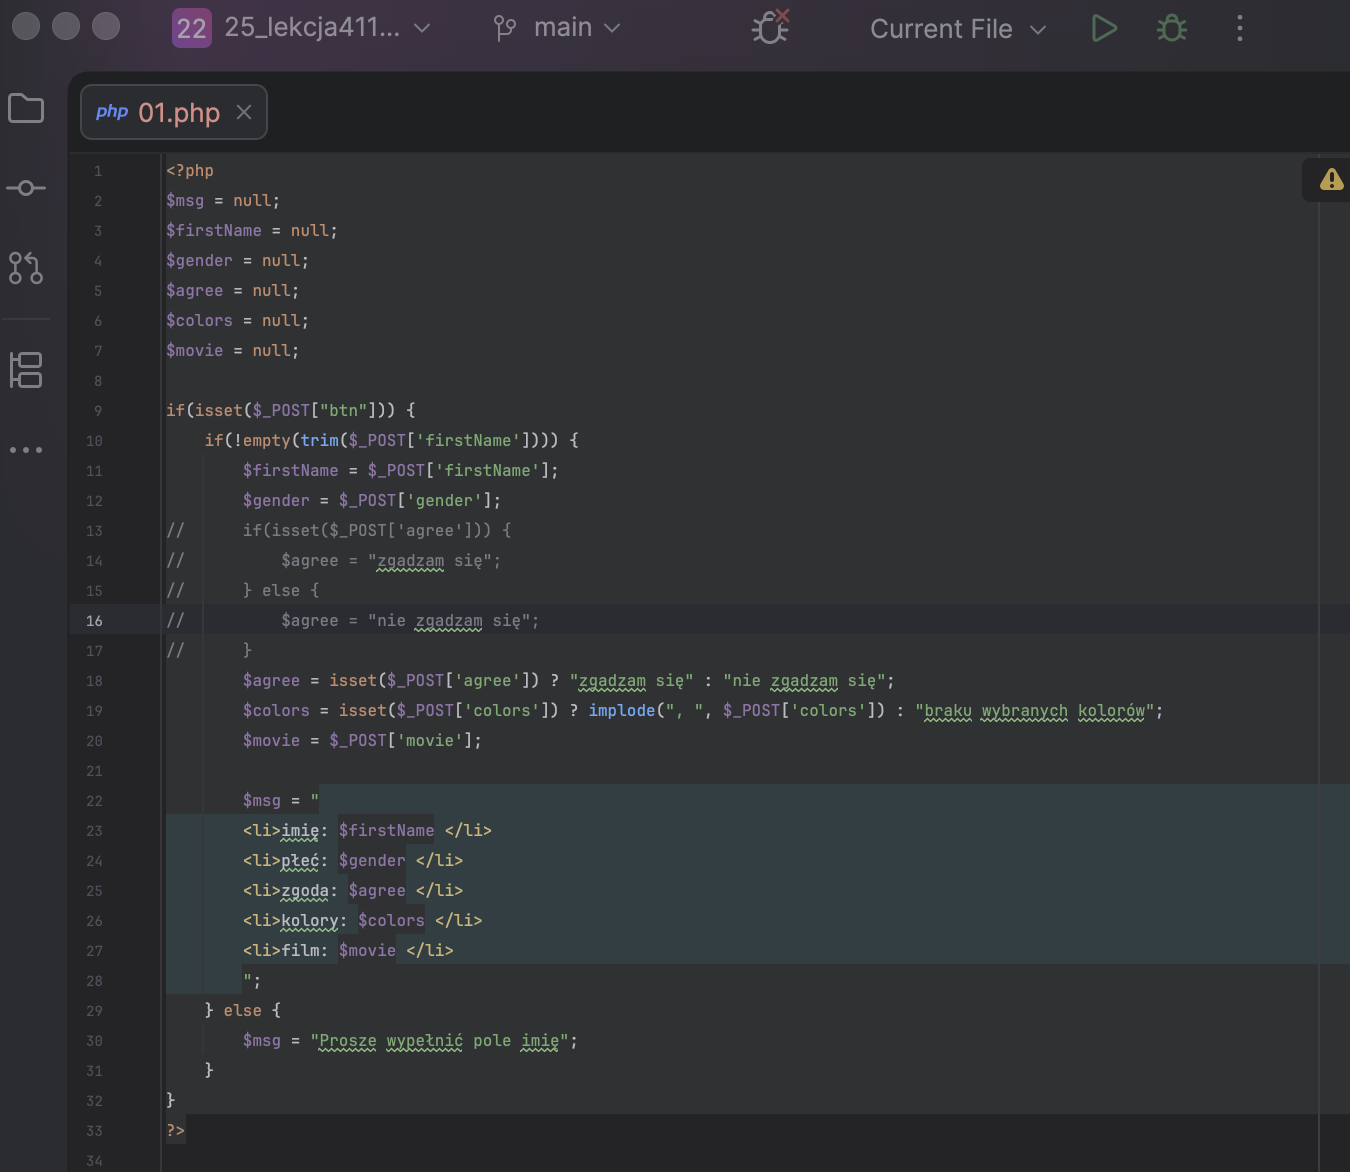 22 25_lekcja411... main Current File
php 01.php
1 <?php
2 $msg = null;
3 $firstName = null;
4 $gender = null;
5 $agree = null;
6 $colors = null;
7 $movie = null;
8
9 if(isset($_POST["btn"])) {
10 if(!empty(trim($_POST['firstName']))) {
11 $firstName = $_POST['firstName'];
12 $gender = $_POST['gender'];
13 // if(isset($_POST['agree'])) {
14 // $agree = "zgadzam się";
15 // } else {
16 // $agree = "nie zgadzam się";
17 // }
18 $agree = isset($_POST['agree']) ? "zgadzam się" : "nie zgadzam się";
19 $colors = isset($_POST['colors']) ? implode(", ", $_POST['colors']) : "braku wybranych kolorów";
20 $movie = $_POST['movie'];
21
22 $msg = "
23 <li>imię: $firstName </li>
24 <li>płeć: $gender </li>
25 <li>zgoda: $agree </li>
26 <li>kolory: $colors </li>
27 <li>film: $movie </li>
28 ";
29 } else {
30 $msg = "Prosze wypełnić pole imię";
31 }
32 }
33 ?>
34